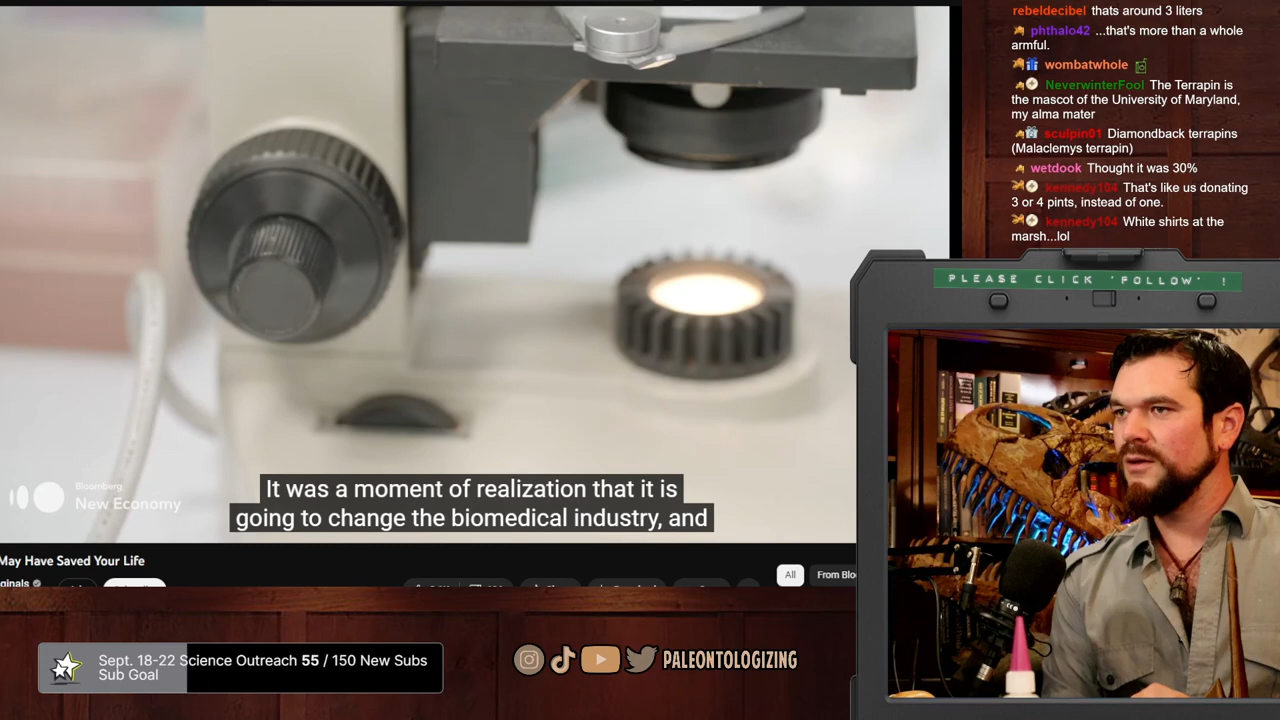 rebeldecibel thats around 3 liters
phthalo42 ...that's more than a whole
armful.
wombatwhole
NeverwinterFool The Terrapin is
the mascot of the University of Maryland,
my alma mater
sculpin01 Diamondback terrapins
(Malaclemys terrapin)
wetdook Thought it was 30%
kennedy104 That's like us donating
3 or 4 pints, instead of one.
kennedy104 White shirts at the
marsh...lol
PLEASE CLICK 'FOLLOW' !
Bloomberg
New Economy
It was a moment of realization that it is
going to change the biomedical industry, and
May Have Saved Your Life
ginals
All
From Blo
Sept. 18-22 Science Outreach 55 / 150 New Subs
Sub Goal
PALEONTOLOGIZING